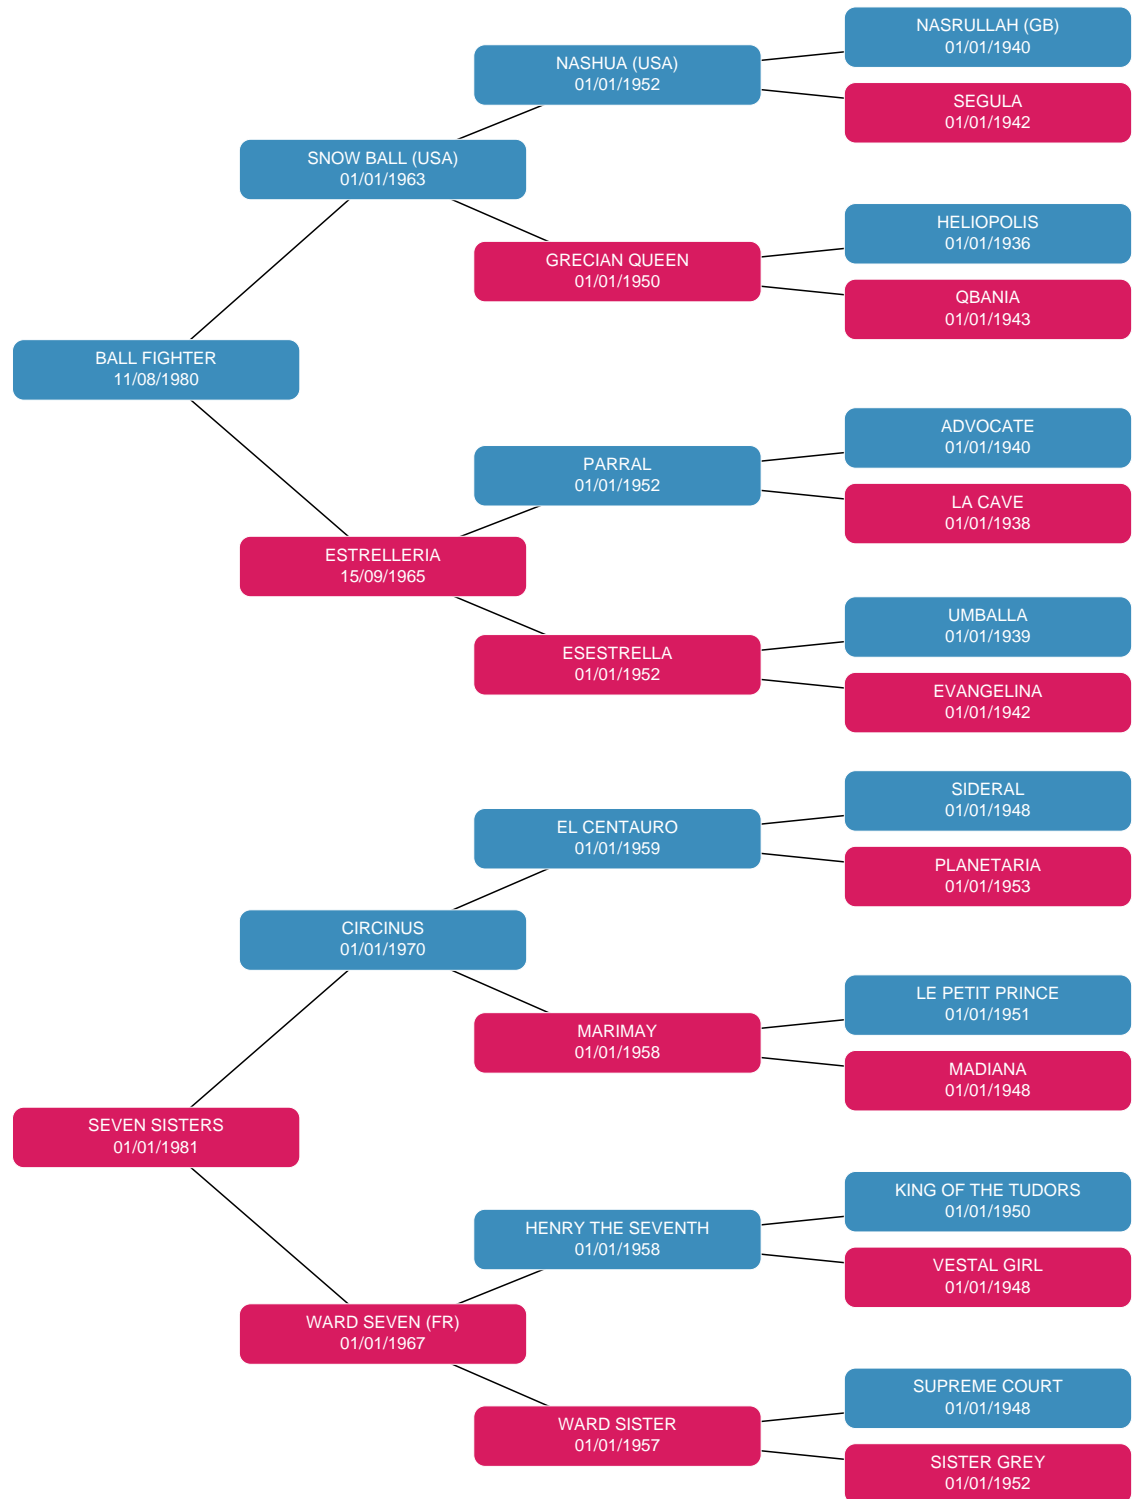 NASRULLAH (GB)
01/01/1940
NASHUA (USA)
01/01/1952
SEGULA
01/01/1942
SNOW BALL (USA)
01/01/1963
HELIOPOLIS
01/01/1936
GRECIAN QUEEN
01/01/1950
QBANIA
01/01/1943
BALL FIGHTER
11/08/1980
ADVOCATE
01/01/1940
PARRAL
01/01/1952
LA CAVE
01/01/1938
ESTRELLERIA
15/09/1965
UMBALLA
01/01/1939
ESESTRELLA
01/01/1952
EVANGELINA
01/01/1942
SIDERAL
01/01/1948
EL CENTAURO
01/01/1959
PLANETARIA
01/01/1953
CIRCINUS
01/01/1970
LE PETIT PRINCE
01/01/1951
MARIMAY
01/01/1958
MADIANA
01/01/1948
SEVEN SISTERS
01/01/1981
KING OF THE TUDORS
01/01/1950
HENRY THE SEVENTH
01/01/1958
VESTAL GIRL
01/01/1948
WARD SEVEN (FR)
01/01/1967
SUPREME COURT
01/01/1948
WARD SISTER
01/01/1957
SISTER GREY
01/01/1952